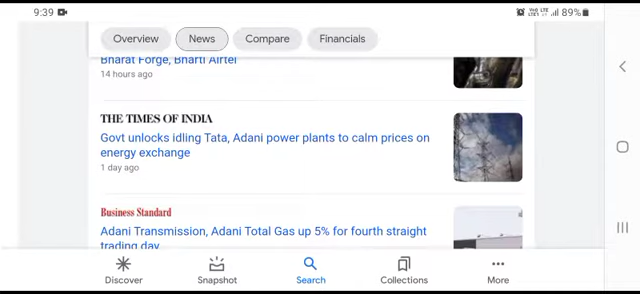 9:39
89%
Overview
News
Compare
Financials
Bharat Forge, Bharti Airtel
14 hours ago
THE TIMES OF INDIA
Govt unlocks idling Tata, Adani power plants to calm prices on
energy exchange
1 day ago
Business Standard
Adani Transmission, Adani Total Gas up 5% for fourth straight
trading day
Discover
Snapshot
Search
Collections
More